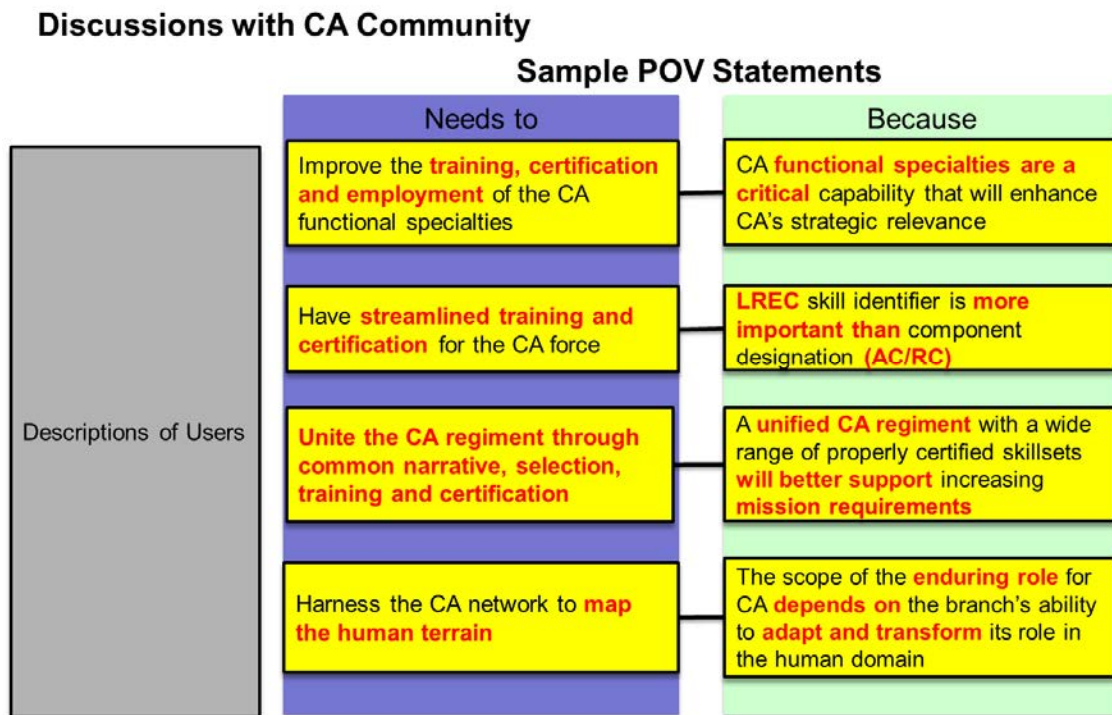 Discussions with CA Community
Sample POV Statements
Needs to
Because
Descriptions of Users
Improve the training, certification
and employment of the CA
functional specialties
CA functional specialties are a
critical capability that will enhance
CA's strategic relevance
Have streamlined training and
certification for the CA force
LREC skill identifier is more
important than component
designation (AC/RC)
Unite the CA regiment through
common narrative, selection,
training and certification
A unified CA regiment with a wide
range of properly certified skillsets
will better support increasing
mission requirements
Harness the CA network to map
the human terrain
The scope of the enduring role for
CA depends on the branch's ability
to adapt and transform its role in
the human domain